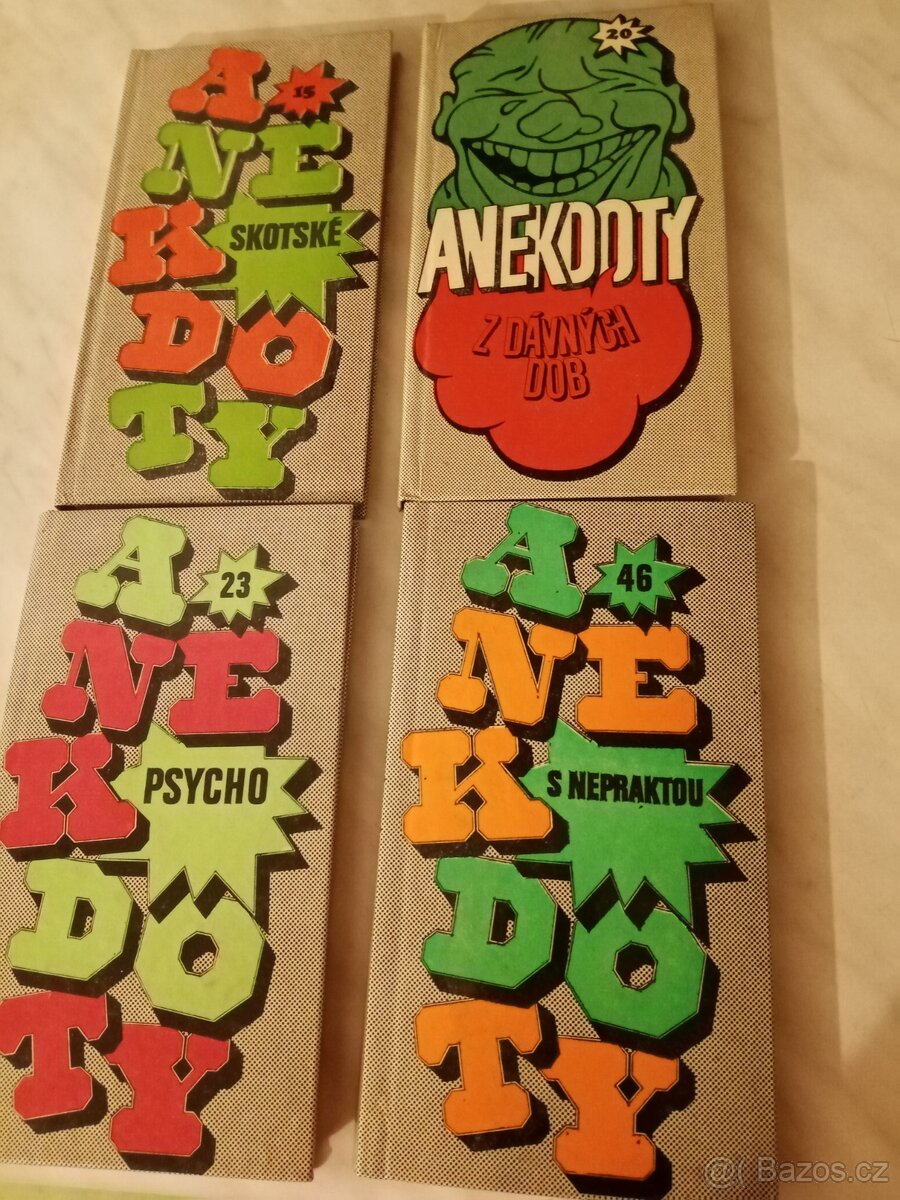 A
15
NE
K
SKOTSKÉ
DO
TY
20
ANEKDOTY
Z DÁVNÝCH
DOB
A
23
NE
K
PSYCHO
DO
TY
A
46
NE
K
S NEPRAKTOU
DO
TY
@( Bazos.cz